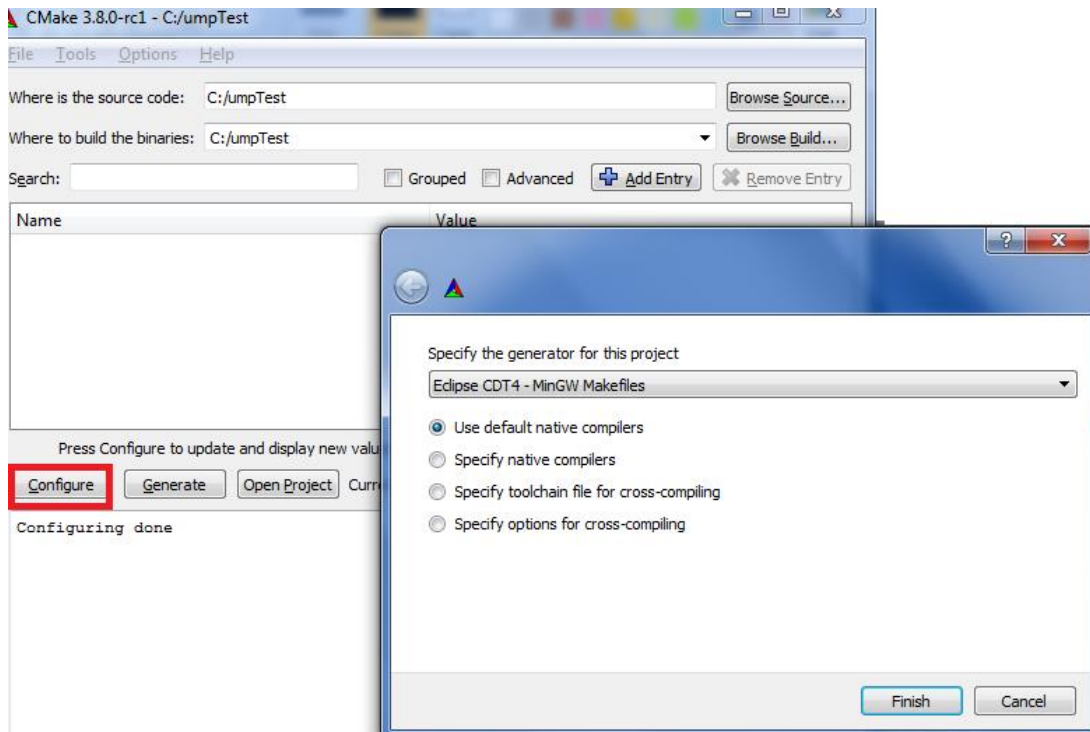 CMake 3.8.0-rc1 - C:/umpTest
File Tools Options Help
Where is the source code: C:/umpTest Browse Source...
Where to build the binaries: C:/umpTest Browse Build...
Search: Grouped Advanced Add Entry Remove Entry
Name Value
Specify the generator for this project
Eclipse CDT4 - MinGW Makefiles
Use default native compilers
Specify native compilers
Specify toolchain file for cross-compiling
Specify options for cross-compiling
Press Configure to update and display new
Configure Generate Open Project
Configuring done
Finish Cancel